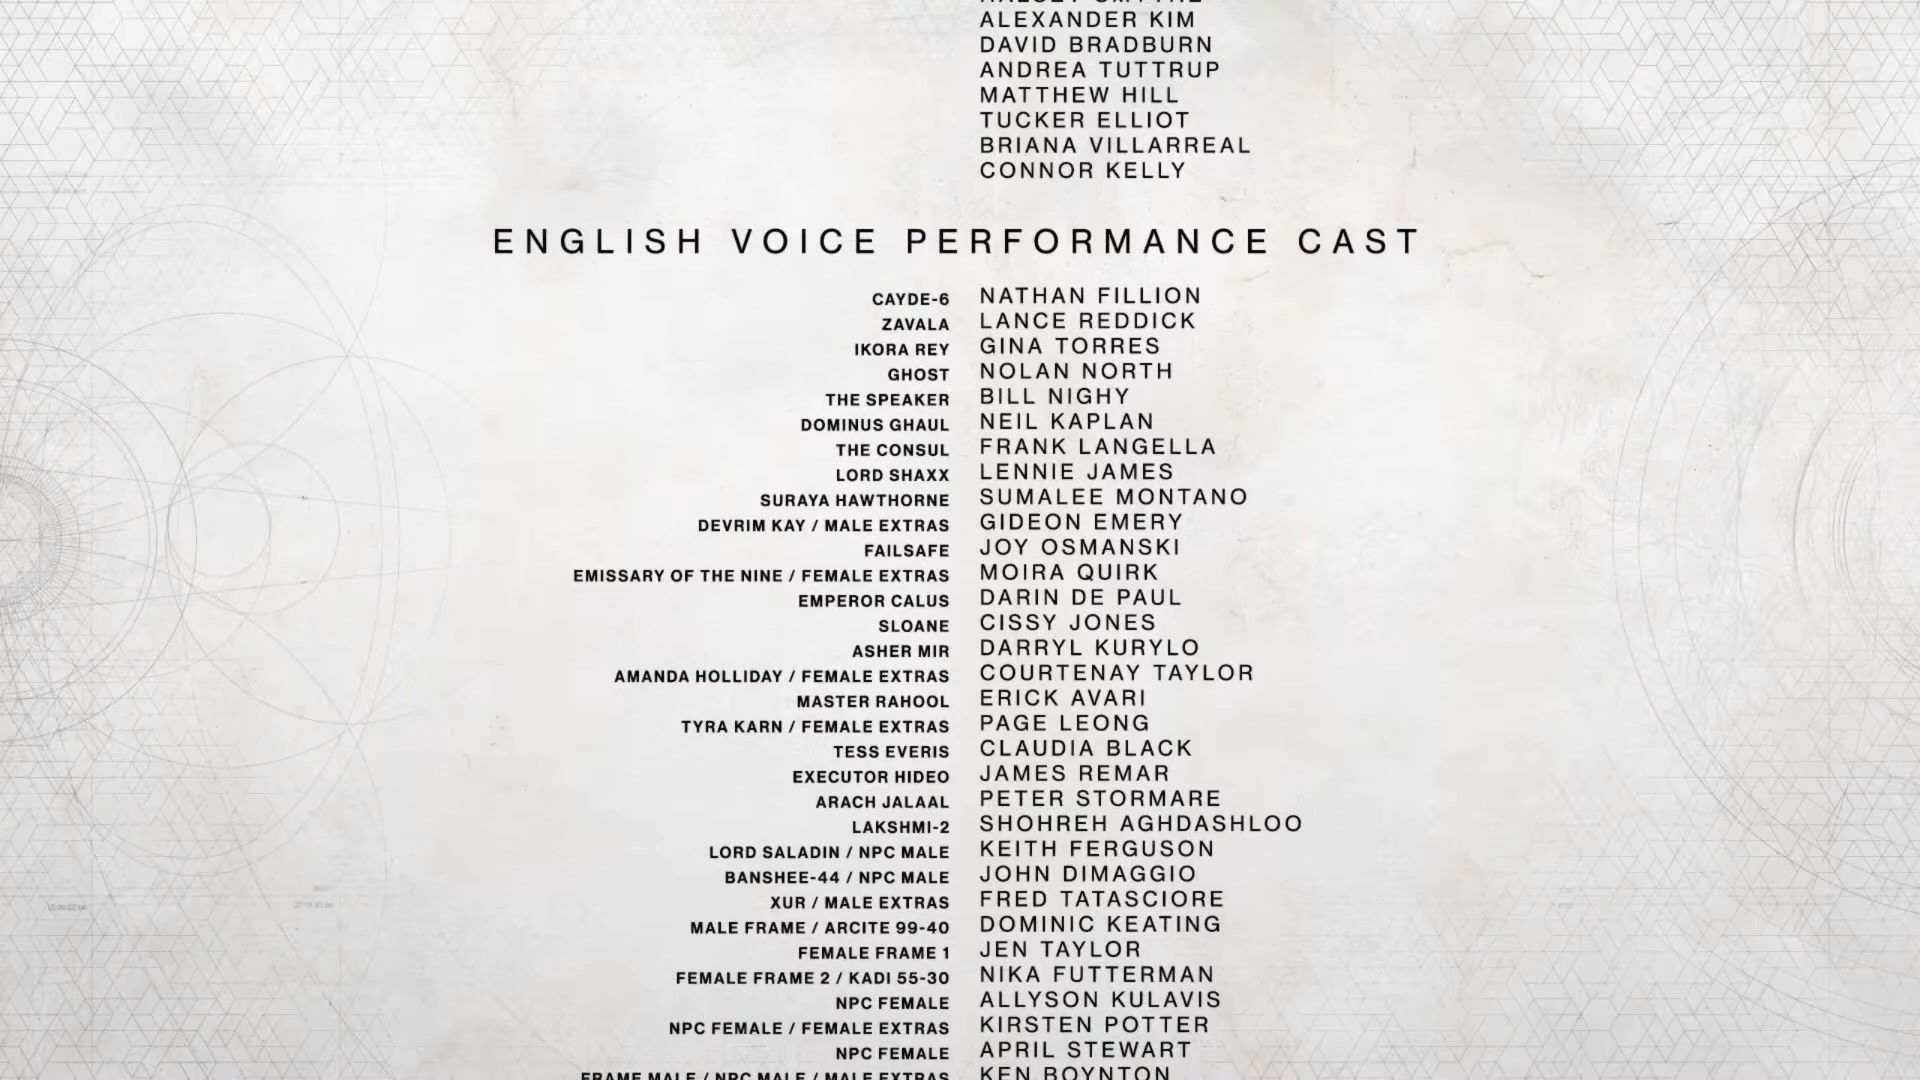 ALEXANDER KIM
DAVID BRADBURN
ANDREA TUTTRUP
MATTHEW HILL
TUCKER ELLIOT
BRIANA VILLARREAL
CONNOR KELLY
ENGLISH VOICE PERFORMANCE CAST
CAYDE-6 NATHAN FILLION
ZAVALA LANCE REDDICK
IKORA REY GINA TORRES
GHOST NOLAN NORTH
THE SPEAKER BILL NIGHY
DOMINUS GHAUL NEIL KAPLAN
THE CONSUL FRANK LANGELLA
LORD SHAXX LENNIE JAMES
SURAYA HAWTHORNE SUMALEE MONTANO
DEVRIM KAY / MALE EXTRAS GIDEON EMERY
FAILSAFE JOY OSMANSKI
EMISSARY OF THE NINE / FEMALE EXTRAS MOIRA QUIRK
EMPEROR CALUS DARIN DE PAUL
SLOANE CISSY JONES
ASHER MIR DARRYL KURYLO
AMANDA HOLLIDAY / FEMALE EXTRAS COURTENAY TAYLOR
MASTER RAHOOL ERICK AVARI
TYRA KARN / FEMALE EXTRAS PAGE LEONG
TESS EVERIS CLAUDIA BLACK
EXECUTOR HIDEO JAMES REMAR
ARACH JALAAL PETER STORMARE
LAKSHMI-2 SHOHREH AGHDASHLOO
LORD SALADIN / NPC MALE KEITH FERGUSON
BANSHEE-44 / NPC MALE JOHN DIMAGGIO
XUR / MALE EXTRAS FRED TATASCIORE
MALE FRAME / ARCITE 99-40 DOMINIC KEATING
FEMALE FRAME 1 JEN TAYLOR
FEMALE FRAME 2 / KADI 55-30 NIKA FUTTERMAN
NPC FEMALE ALLYSON KULAVIS
NPC FEMALE / FEMALE EXTRAS KIRSTEN POTTER
NPC FEMALE APRIL STEWART
FRAME MALE / NPC MALE / MALE EXTRAS KEN BOYNTON